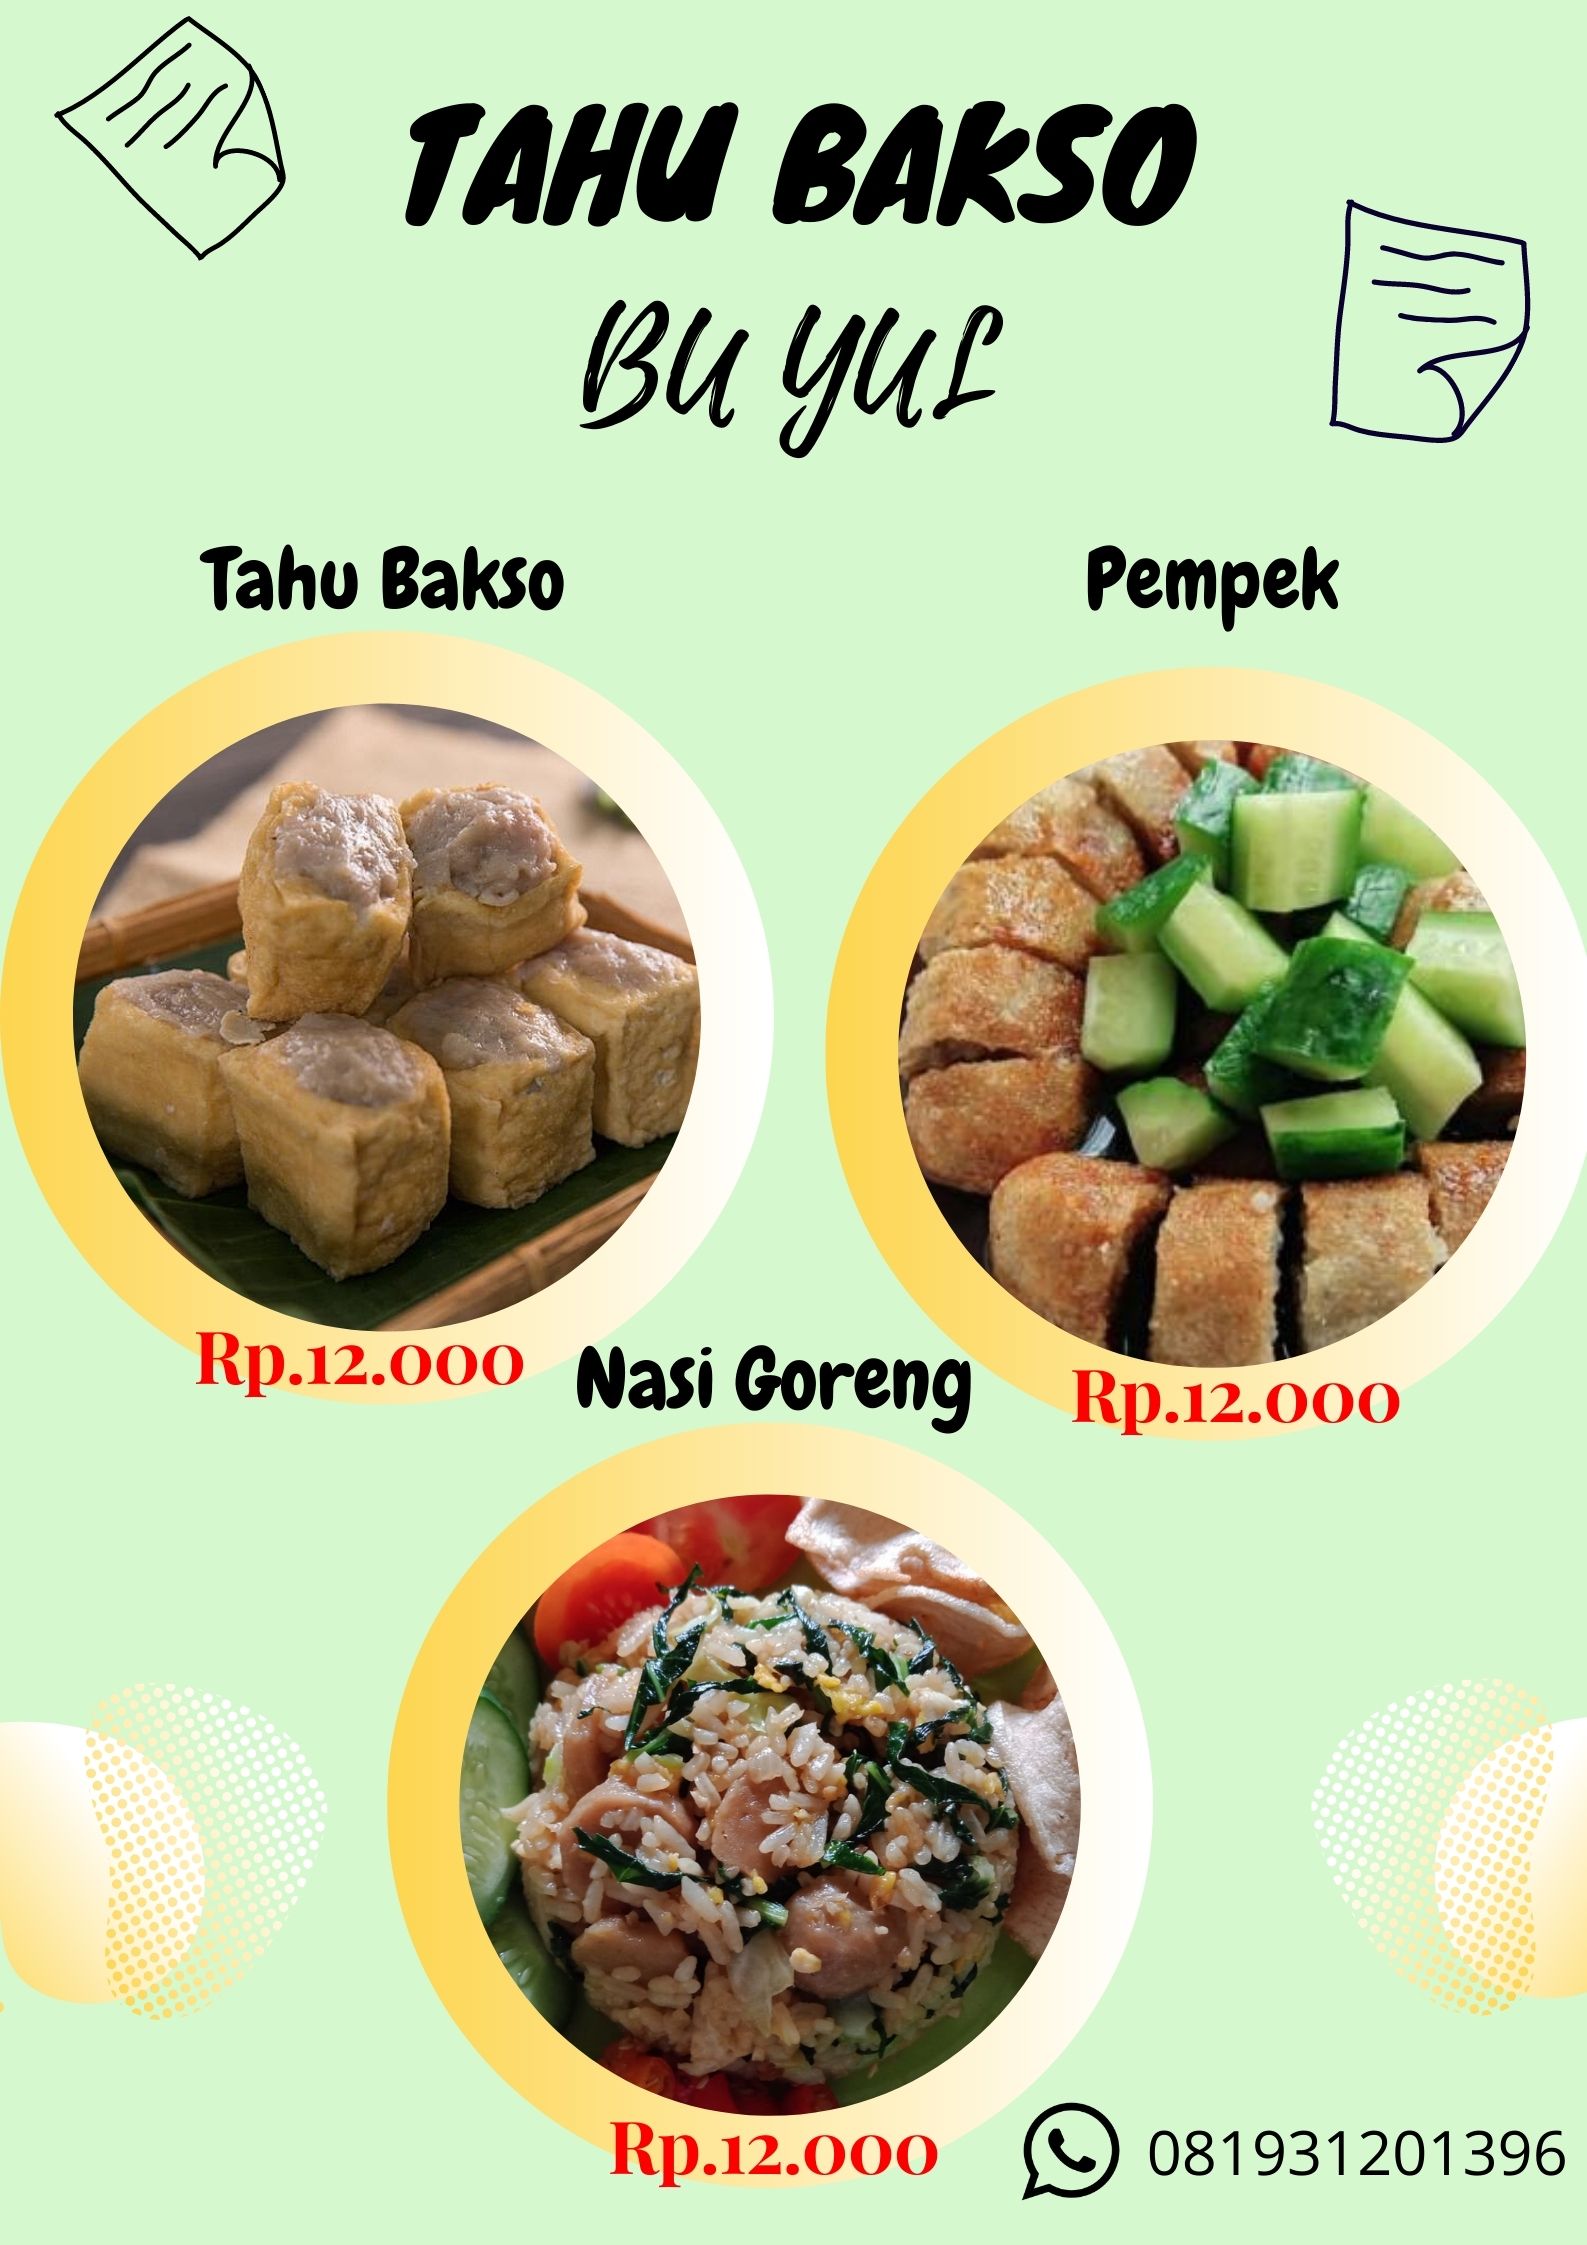 TAHU BAKSO
BU YUL
Tahu Bakso
Pempek
Rp.12.000
Rp.12.000
Nasi Goreng
Rp.12.000
081931201396